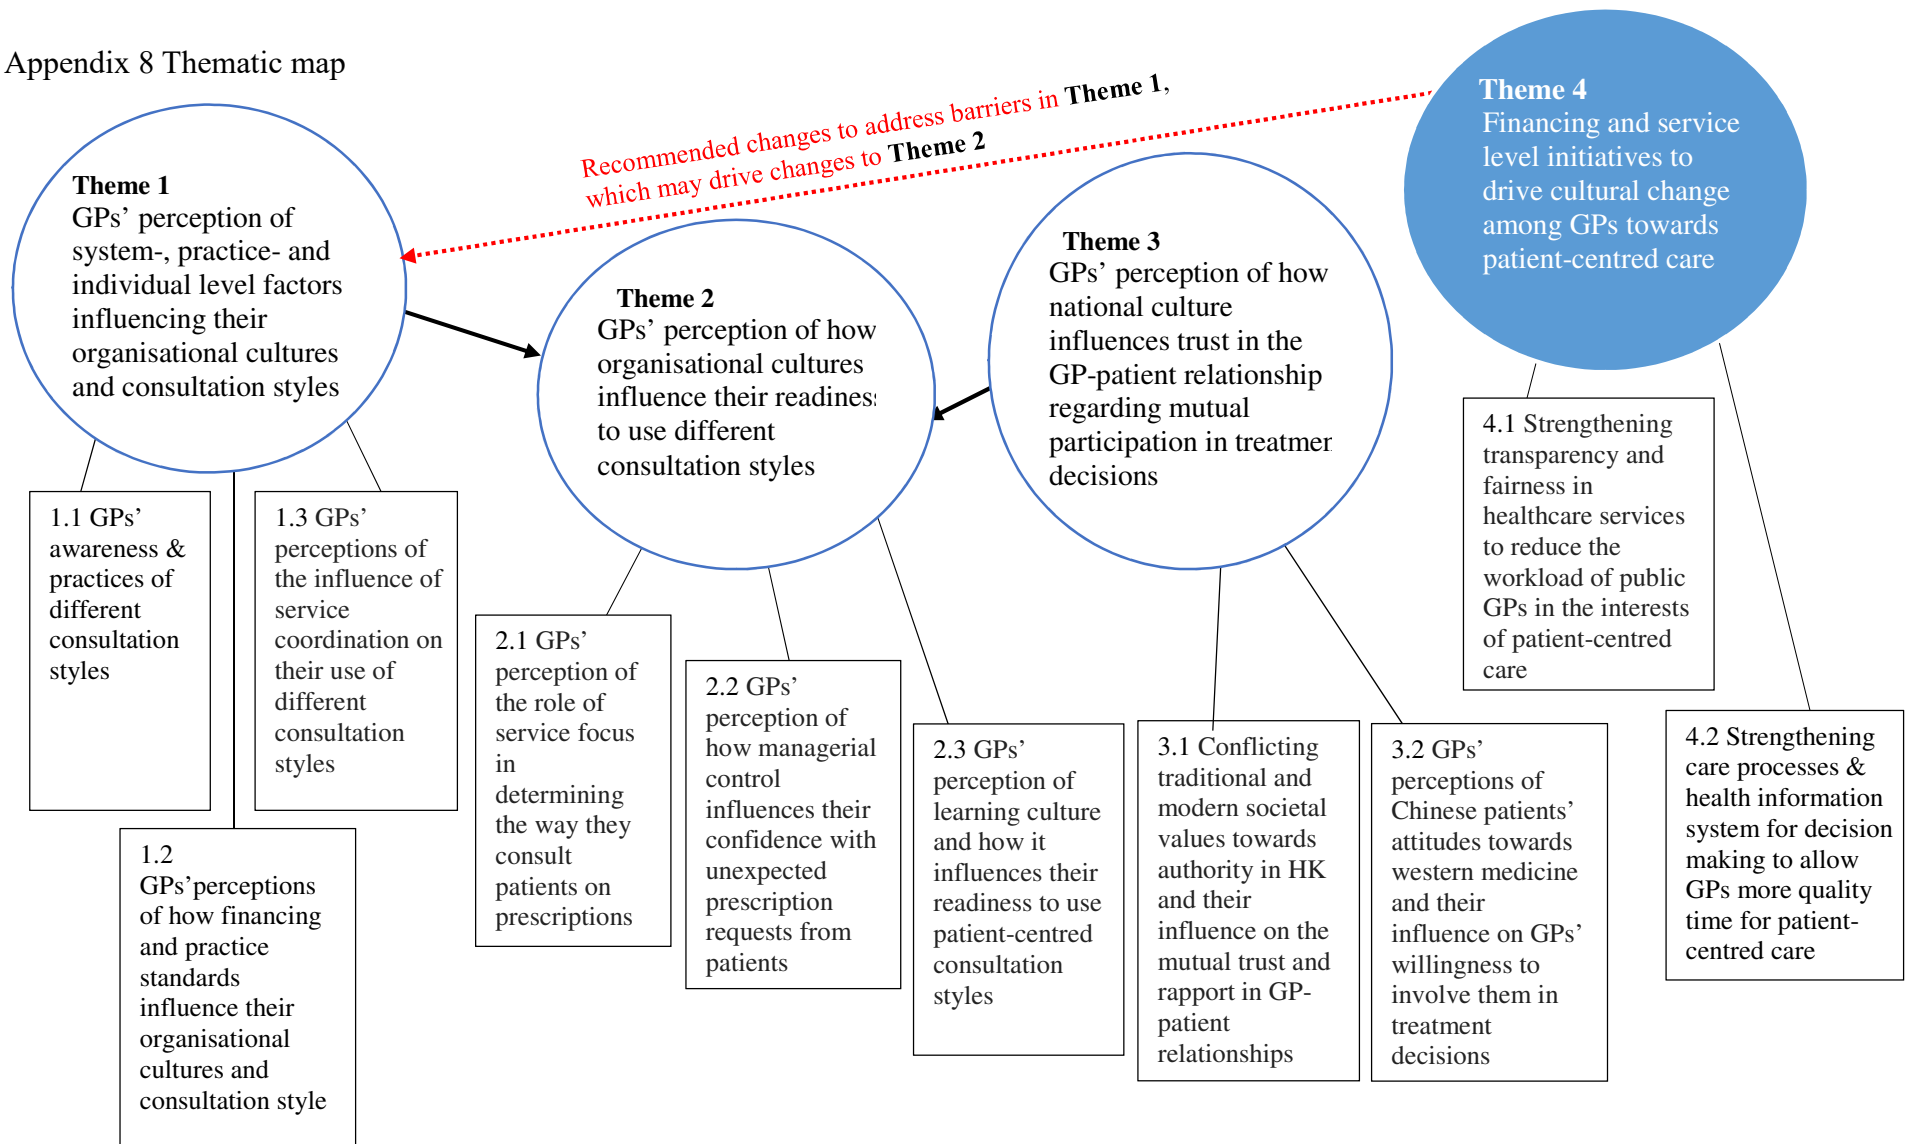 Appendix 8 Thematic map
Recommended changes to address barriers in Theme 1,
which may drive changes to Theme 2
Theme 1
GPs’ perception of
system-, practice- and
individual level factors
influencing their
organisational cultures
and consultation styles
Theme 2
GPs’ perception of how
organisational cultures
influence their readines
to use different
consultation styles
Theme 3
GPs’ perception of how
national culture
influences trust in the
GP-patient relationship
regarding mutual
participation in treatmen
decisions
Theme 4
Financing and service
level initiatives to
drive cultural change
among GPs towards
patient-centred care
1.1 GPs’
awareness &
practices of
different
consultation
styles
1.2
GPs’perceptions
of how financing
and practice
standards
influence their
organisational
cultures and
consultation style
1.3 GPs’
perceptions of
the influence of
service
coordination on
their use of
different
consultation
styles
2.1 GPs’
perception of
the role of
service focus
in
determining
the way they
consult
patients on
prescriptions
2.2 GPs’
perception of
how managerial
control
influences their
confidence with
unexpected
prescription
requests from
patients
2.3 GPs’
perception of
learning culture
and how it
influences their
readiness to use
patient-centred
consultation
styles
3.1 Conflicting
traditional and
modern societal
values towards
authority in HK
and their
influence on the
mutual trust and
rapport in GP-
patient
relationships
3.2 GPs’
perceptions of
Chinese patients’
attitudes towards
western medicine
and their
influence on GPs’
willingness to
involve them in
treatment
decisions
4.1 Strengthening
transparency and
fairness in
healthcare services
to reduce the
workload of public
GPs in the interests
of patient-centred
care
4.2 Strengthening
care processes &
health information
system for decision
making to allow
GPs more quality
time for patient-
centred care